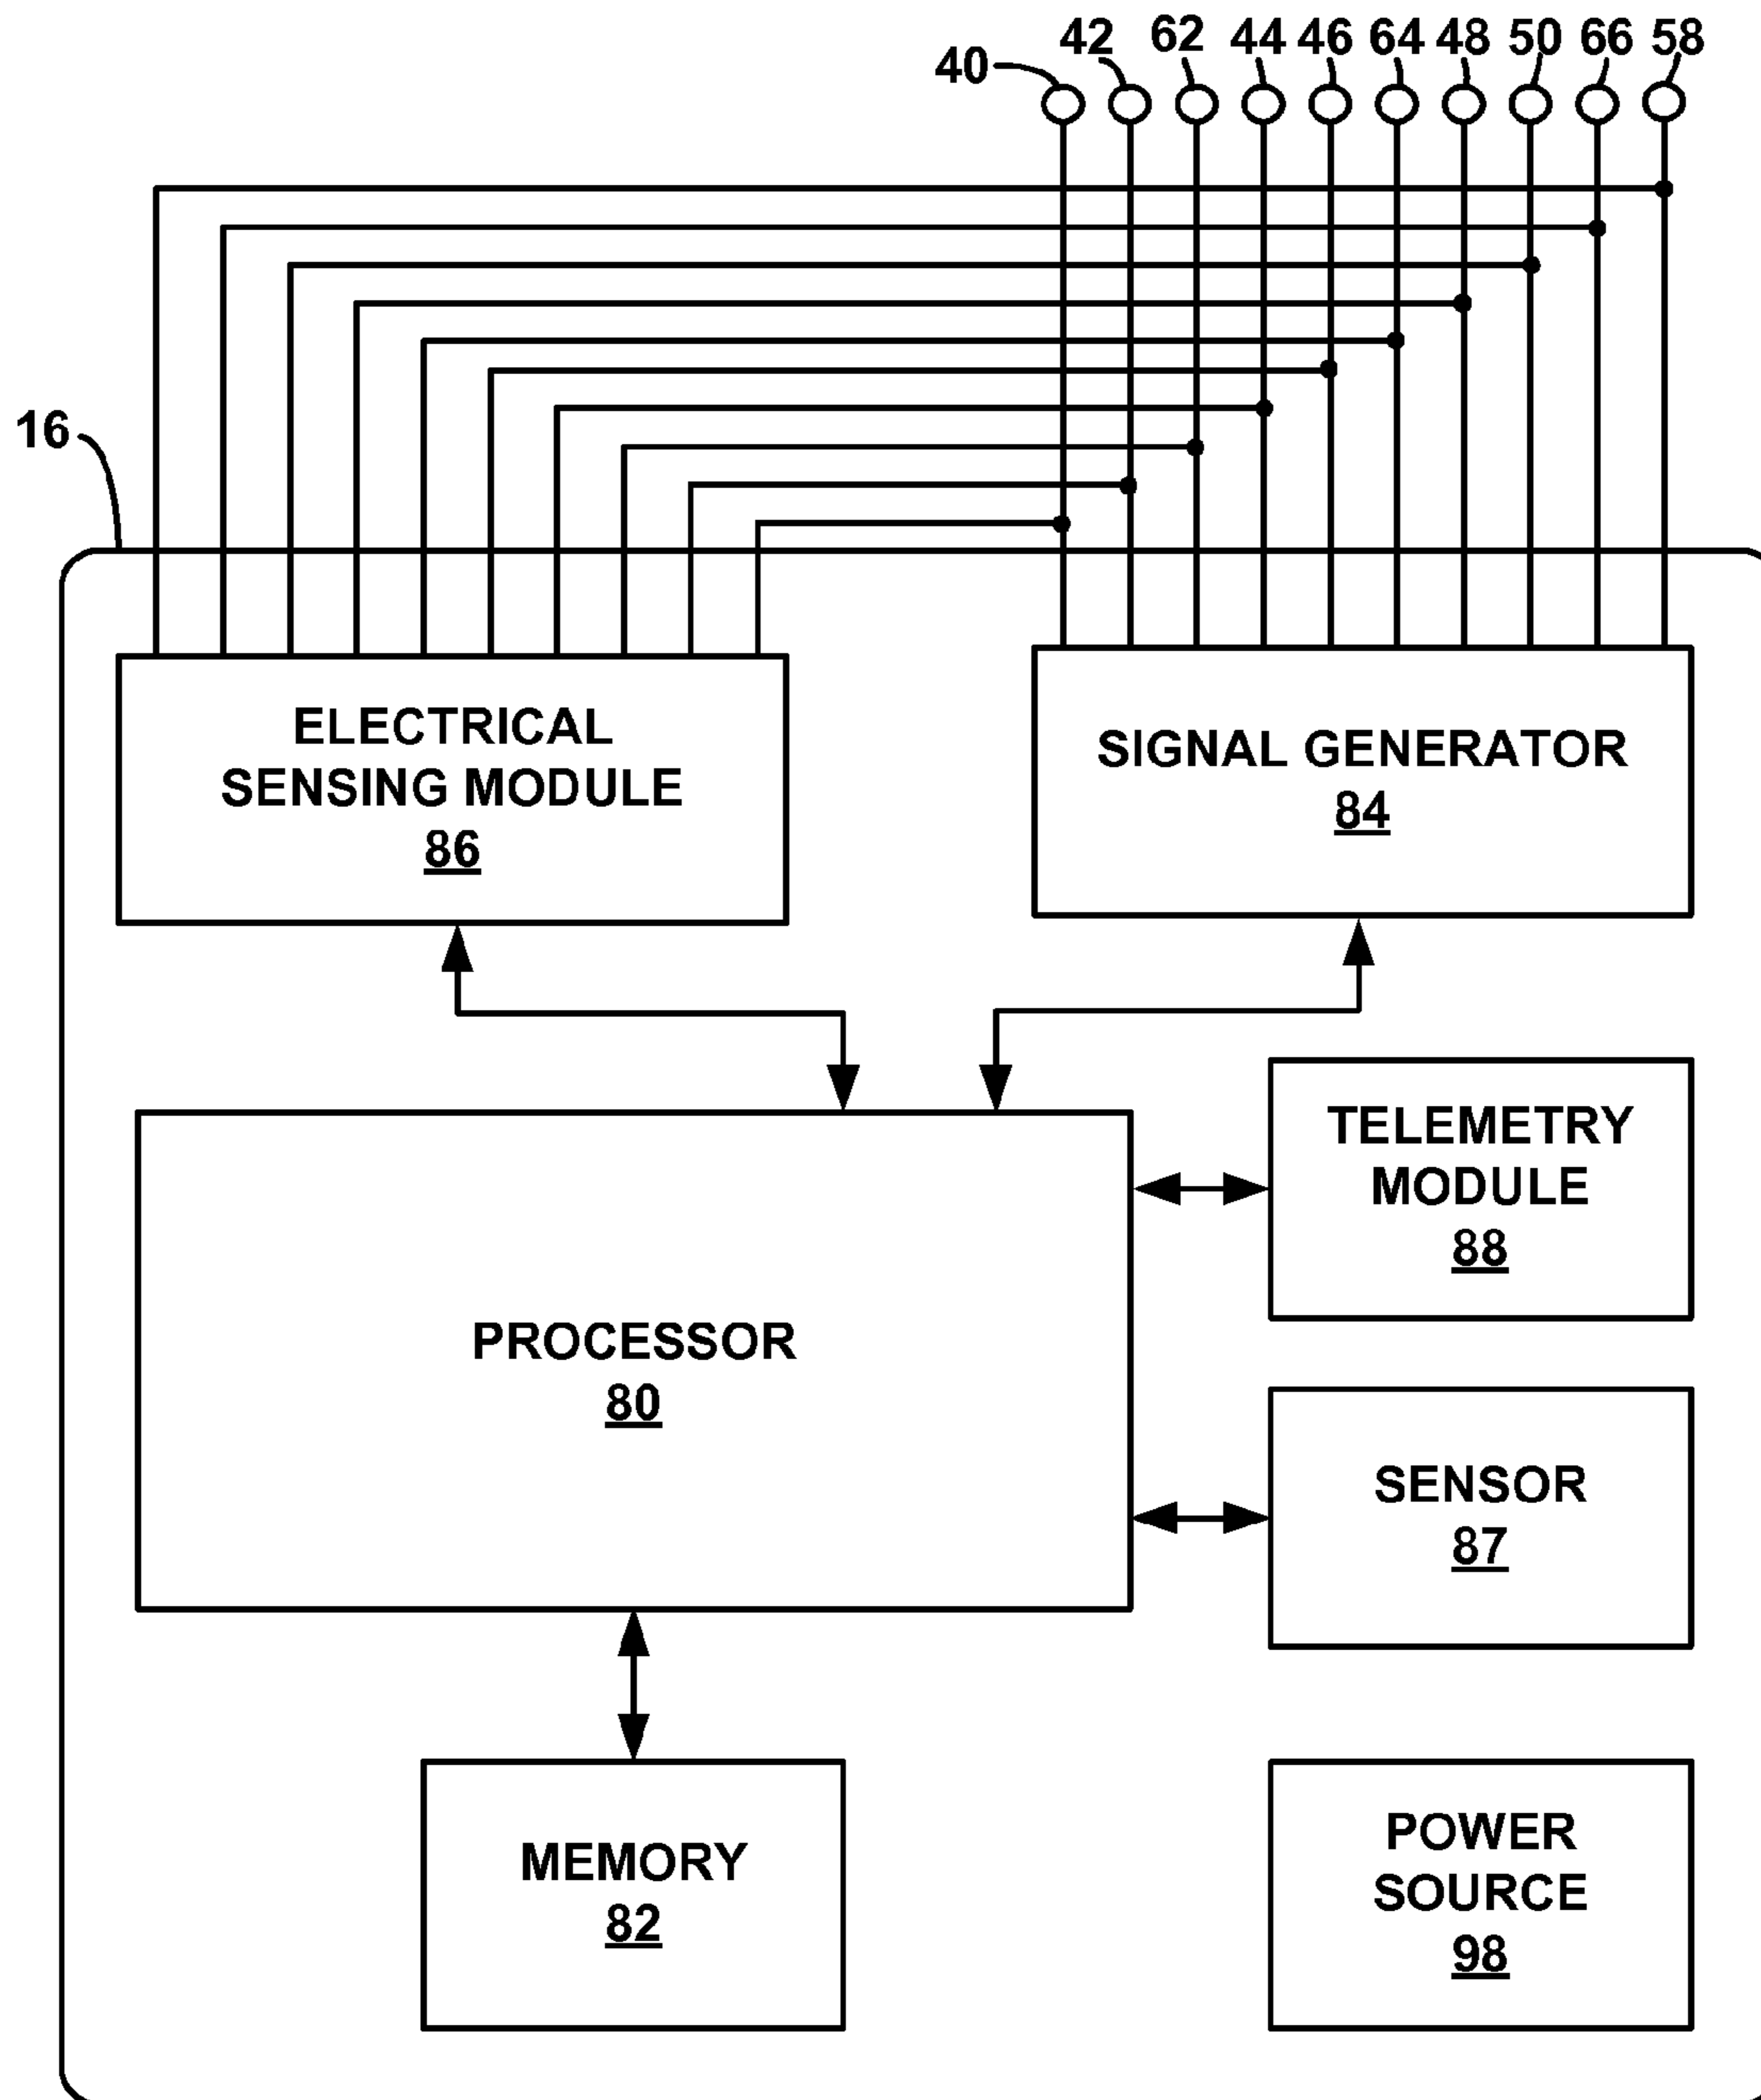 40 42 62 44 46 64 48 50 66 58
16
ELECTRICAL
SENSING MODULE
86
SIGNAL GENERATOR
84
TELEMETRY
MODULE
88
PROCESSOR
80
SENSOR
87
MEMORY
82
POWER
SOURCE
98